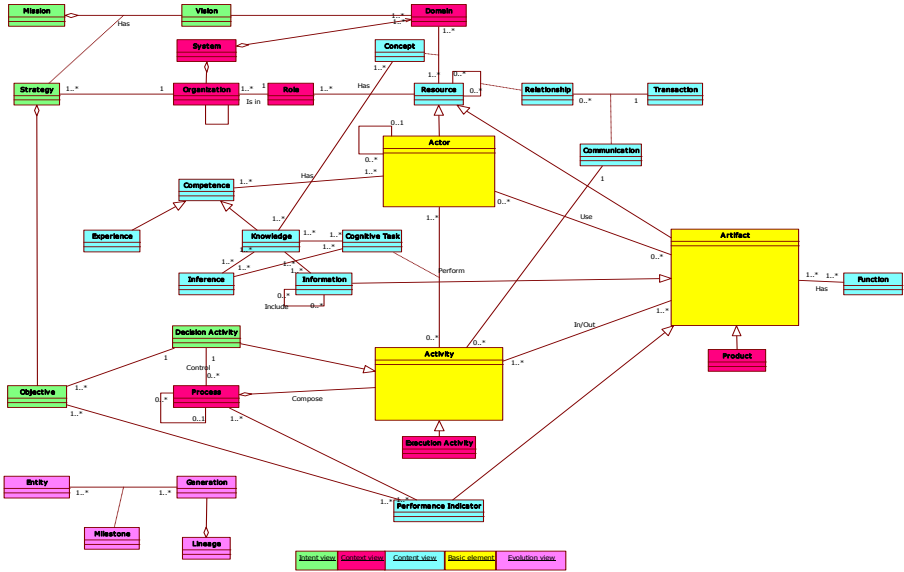 Mission
Vision
Domain
1..*
1..*
Has
1..*
System
Concept
1..*
1..*
0..*
Strategy
1..*
1
Organization
1..*
1
Role
1..*
Has
Resource
0..*
Relationship
0..*
1
Transaction
Is in
0..1
Actor
0..*
Communication
1
Competence
1..*
Has
1..*
0..*
Use
Experience
1..*
1..*
Knowledge
1..*
1..*
Cognitive Task
Artifact
1..*
1..*
1..*
1..*
0..*
Inference
1..*
Information
Perform
1..*
1..*
Function
Has
0..*
0..*
Include
1..*
In/Out
Decision Activity
0..*
0..*
1
1
Control
0..*
Activity
1..*
Product
Objective
1..*
Process
0..*
0..1
Compose
1..*
1..*
Execution Activity
Entity
1..*
1..*
Generation
1..*
1..*
Performance Indicator
Milestone
Lineage
Intent view
Context view
Content view
Basic element
Evolution view